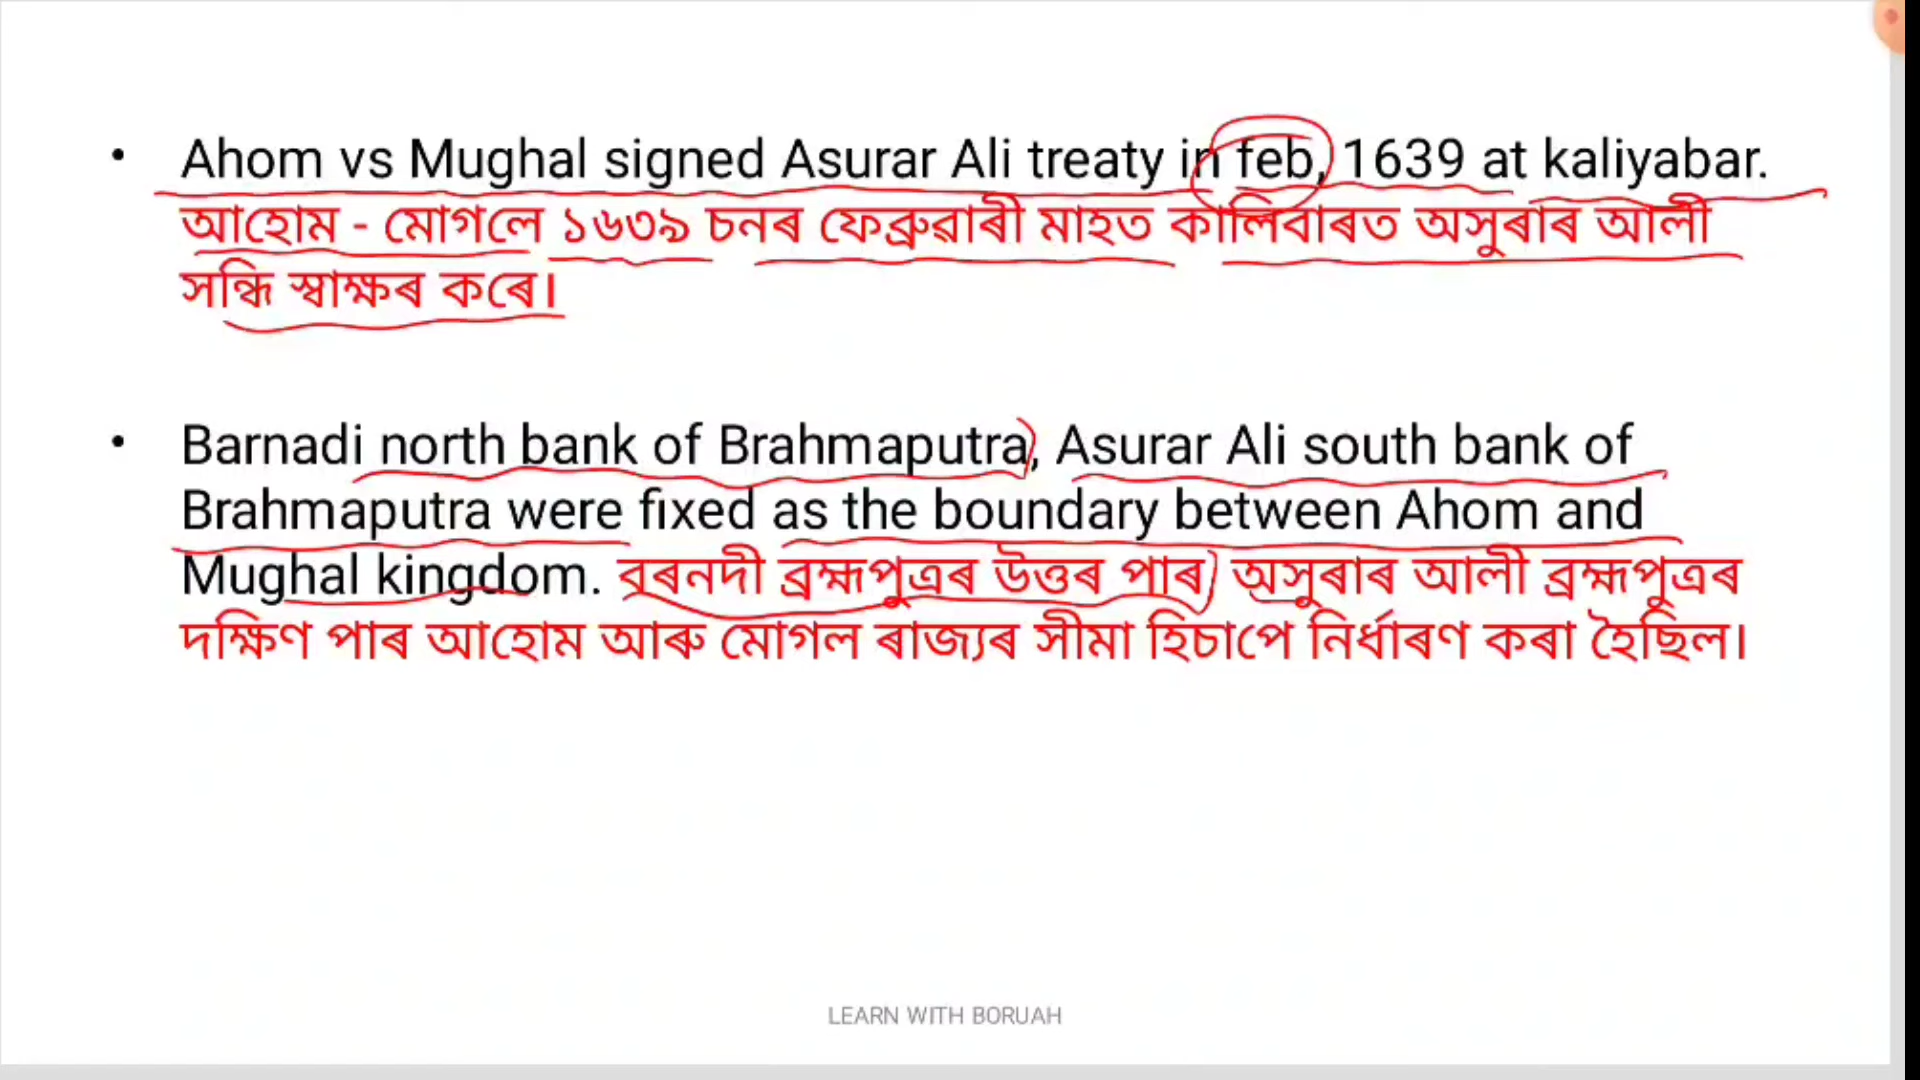 • Ahom vs Mughal signed Asurar Ali treaty in feb, 1639 at kaliyabar.
আহোম - মোগলে ১৬৩৯ চনৰ ফেব্ৰুৱাৰী মাহত কালিবাৰত অসুৰাৰ আলী
সন্ধি স্বাক্ষৰ কৰে।
• Barnadi north bank of Brahmaputra, Asurar Ali south bank of
Brahmaputra were fixed as the boundary between Ahom and
Mughal kingdom. বৰনদী ব্ৰহ্মপুত্ৰৰ উত্তৰ পাৰ, অসুৰাৰ আলী ব্ৰহ্মপুত্ৰৰ
দক্ষিণ পাৰ আহোম আৰু মোগল ৰাজ্যৰ সীমা হিচাপে নিৰ্ধাৰণ কৰা হৈছিল।
LEARN WITH BORUAH